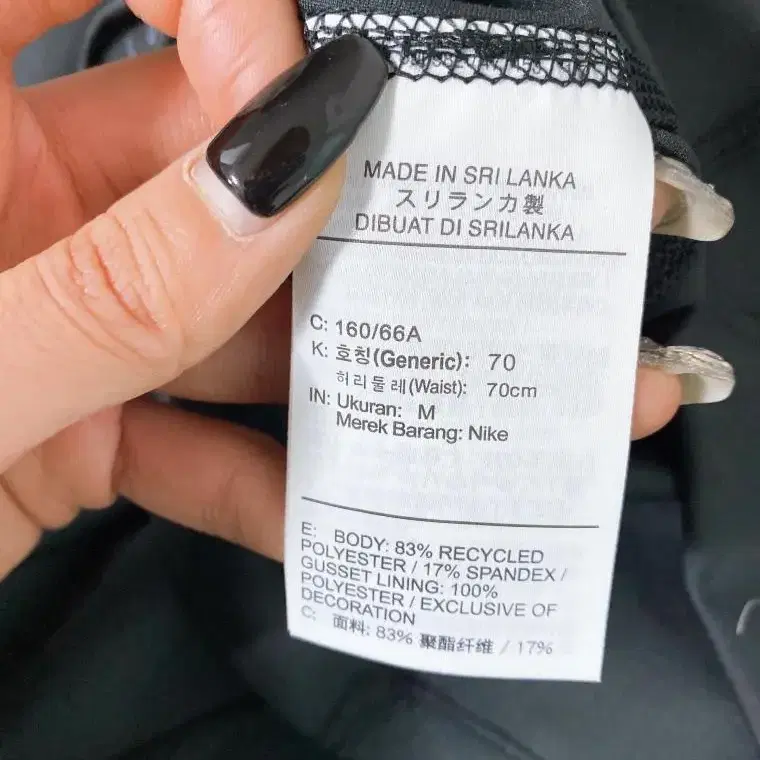 MADE IN SRI LANKA
スリランカ製
DIBUAT DI SRILANKA
C: 160/66A
K: 호칭(Generic): 70
허리둘레(Waist): 70cm
IN: Ukuran: M
Merek Barang: Nike
E: BODY: 83% RECYCLED
POLYESTER / 17% SPANDEX /
GUSSET LINING: 100%
POLYESTER / EXCLUSIVE OF
DECORATION
C: 面料: 83% 聚酯纤维 / 17%